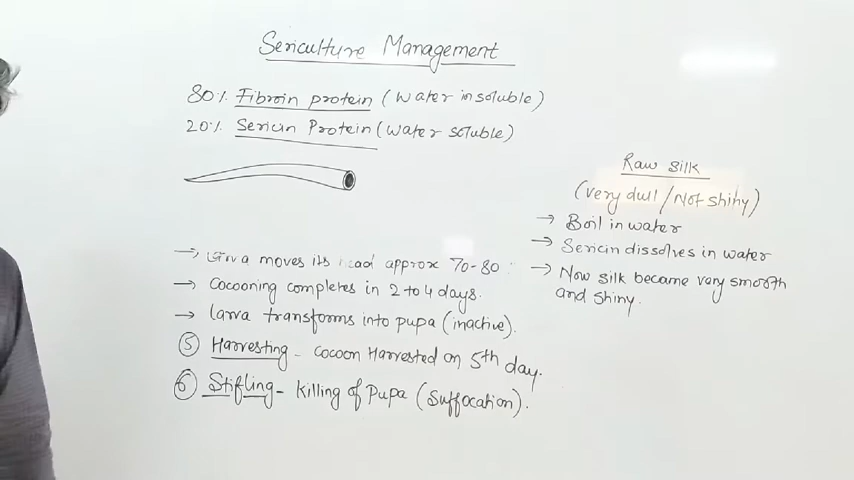 Sericulture Management
80% Fibroin protein (Water insoluble)
20% Sericin Protein (Water soluble)
→ moves its approx 70-80
→ Cocooning completes in 2 to 4 days.
→ larva transforms into pupa (inactive).
⑤ Harvesting - cocoon Harvested on 5th day.
⑥ Stifling - Killing of Pupa (Suffocation).
Raw silk
(very dull / Not shiny)
→ Boil in water
→ Sericin dissolves in water
→ Now silk became very smooth
and shiny.